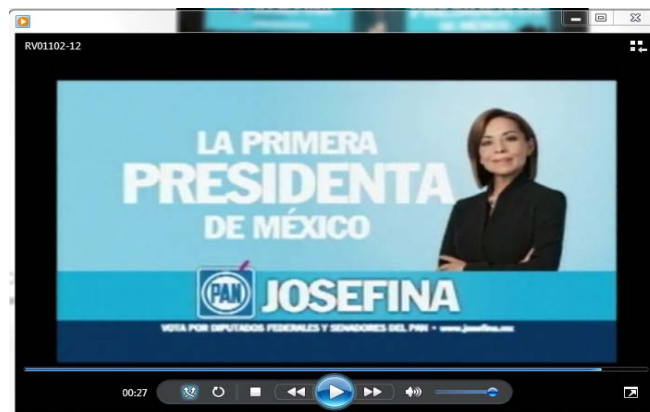 RV01102-12
LA PRIMERA
PRESIDENTA
DE MÉXICO
PAN JOSEFINA
VOTA POR DIPUTADOS FEDERALES Y SENADORES DEL PAN • www.josefina.mx
00:27